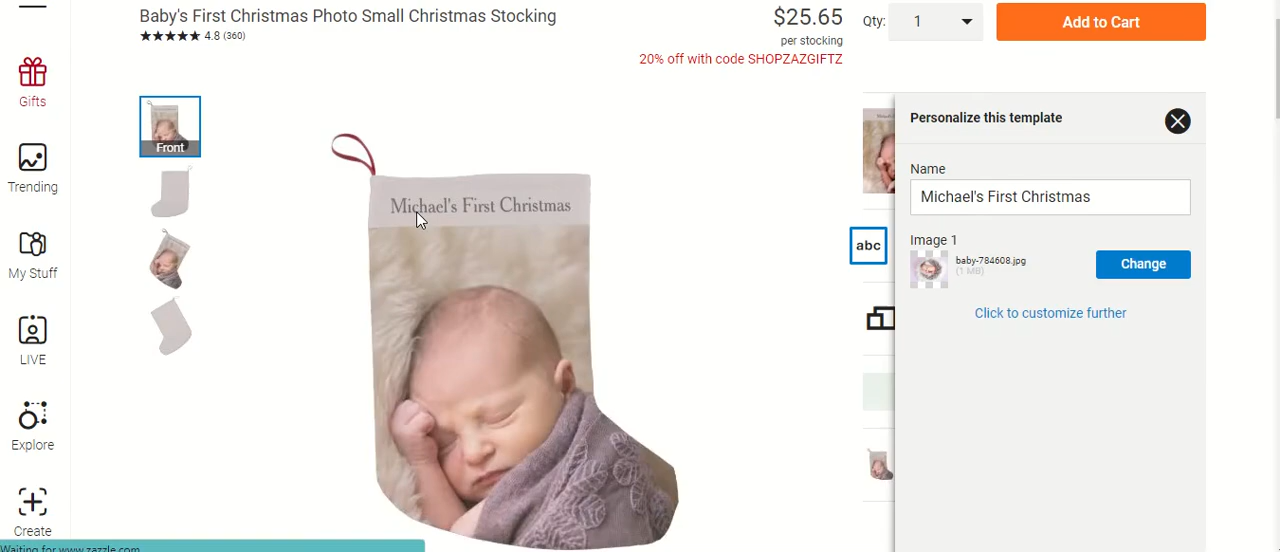 Baby's First Christmas Photo Small Christmas Stocking
4.8 (360)
$25.65
per stocking
20% off with code SHOPZAZGIFTZ
Qty: 1
Add to Cart
Gifts
Trending
My Stuff
LIVE
Explore
Create
Front
Michael's First Christmas
abc
Personalize this template
Name
Michael's First Christmas
Image 1
baby-784608.jpg
(1 MB)
Change
Click to customize further
Waiting for www.zazzle.com